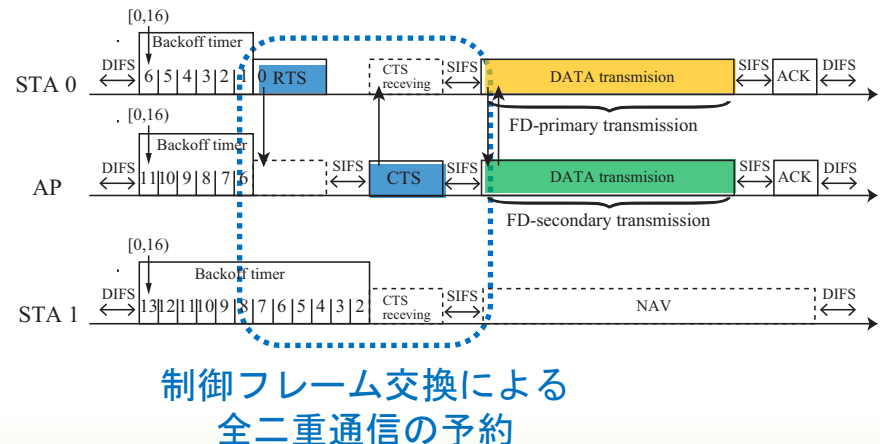 [0,16)
Backoff timer
DIFS
6|5|4|3|2|1|0
RTS
CTS
receving
SIFS
DATA transmision
SIFS
ACK
DIFS
STA 0
FD-primary transmission
[0,16)
Backoff timer
DIFS
11|10|9|8|7|6
SIFS
CTS
SIFS
DATA transmision
SIFS
ACK
DIFS
AP
FD-secondary transmission
[0,16)
Backoff timer
DIFS
13|12|11|10|9|8|7|6|5|4|3|2
CTS
receving
SIFS
NAV
DIFS
STA 1
制御フレーム交換による
全二重通信の予約